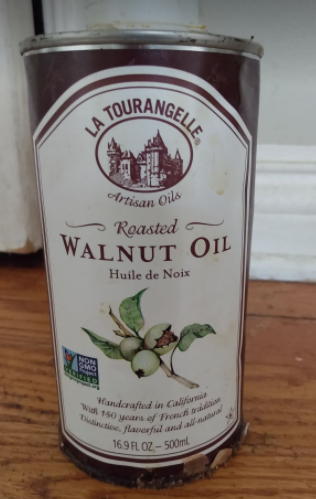 LA TOURANGELLE®
Artisan Oils
Roasted
WALNUT OIL
Huile de Noix
NON
GMO
Project
VERIFIED
Handcrafted in California
With 150 years of French tradition
Distinctive, flavorful and all-natural
16.9 FL OZ – 500mL